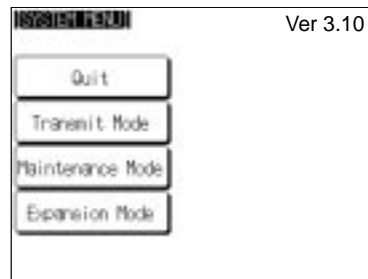 [SYSTEM MENU]
Ver 3.10
Quit
Transmit Mode
Maintenance Mode
Expansion Mode